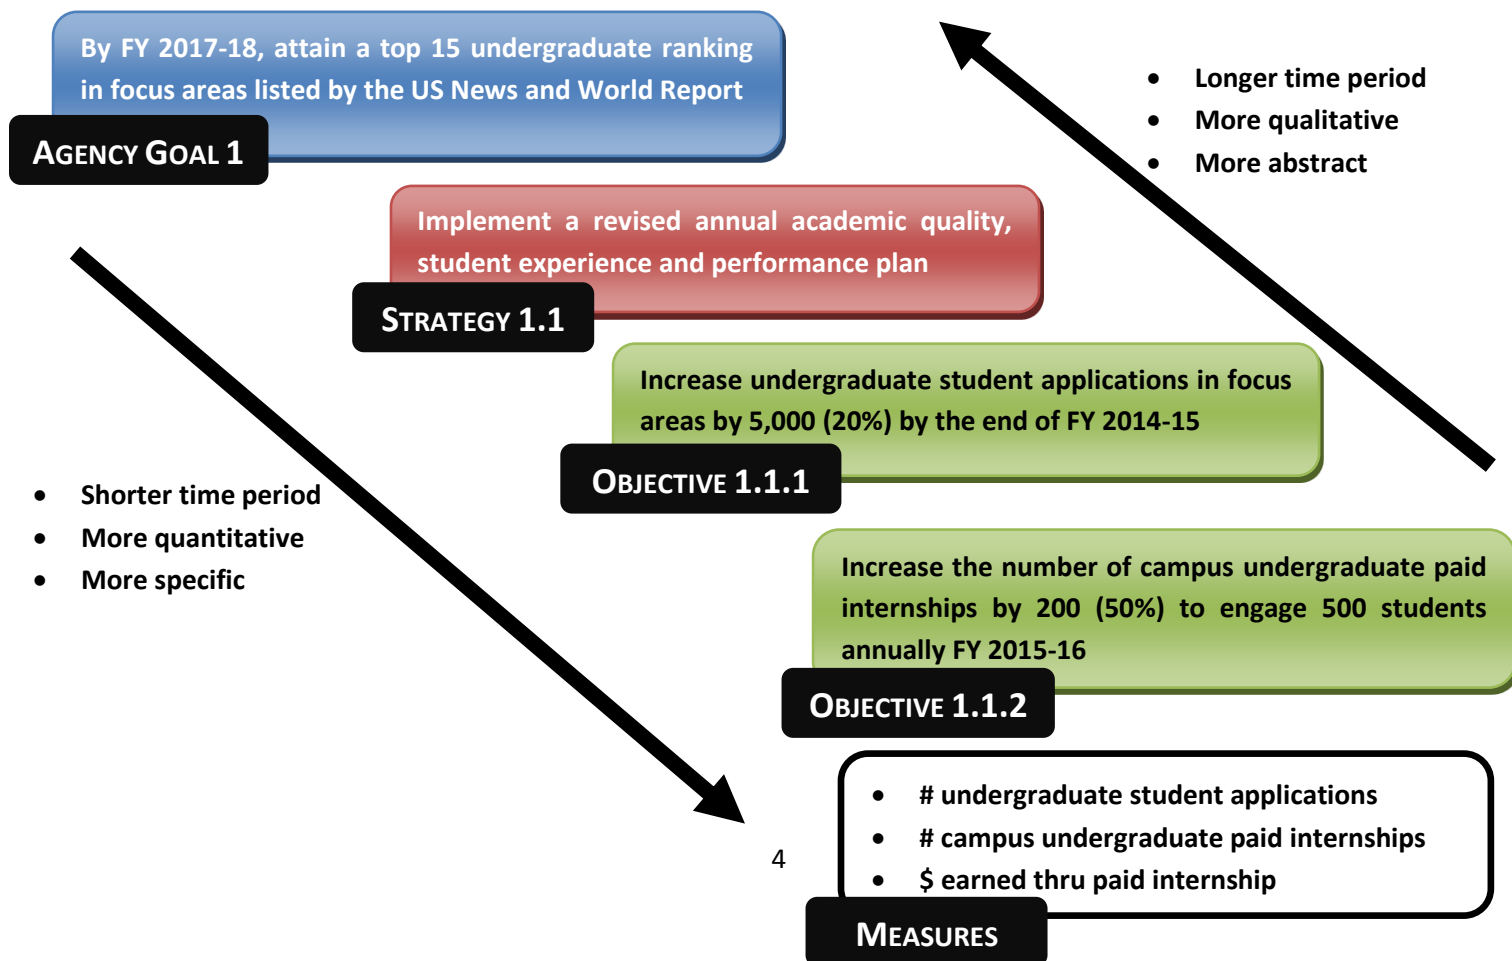 By FY 2017-18, attain a top 15 undergraduate ranking
in focus areas listed by the US News and World Report
AGENCY GOAL 1
• Longer time period
• More qualitative
• More abstract
Implement a revised annual academic quality,
student experience and performance plan
STRATEGY 1.1
Increase undergraduate student applications in focus
areas by 5,000 (20%) by the end of FY 2014-15
OBJECTIVE 1.1.1
• Shorter time period
• More quantitative
• More specific
Increase the number of campus undergraduate paid
internships by 200 (50%) to engage 500 students
annually FY 2015-16
OBJECTIVE 1.1.2
• # undergraduate student applications
• # campus undergraduate paid internships
• $ earned thru paid internship
4
MEASURES